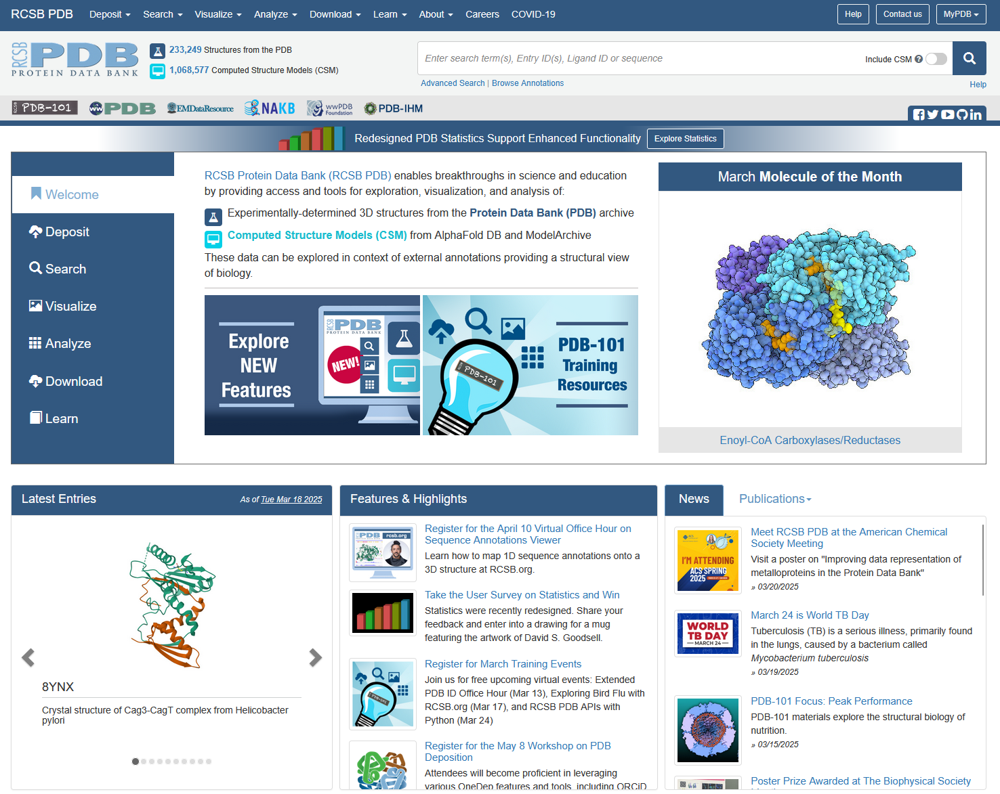 RCSB PDB Deposit Search Visualize Analyze Download Learn About Careers COVID-19 Help Contact us MyPDB
RCSB PDB
PROTEIN DATA BANK
233,249 Structures from the PDB
1,068,577 Computed Structure Models (CSM)
Enter search term(s), Entry ID(s), Ligand ID or sequence
Include CSM
Advanced Search | Browse Annotations
Help
RCSB PDB-101 wwPDB EMDataResource NAKB wwPDB Foundation PDB-IHM
Redesigned PDB Statistics Support Enhanced Functionality Explore Statistics
Welcome
Deposit
Search
Visualize
Analyze
Download
Learn
RCSB Protein Data Bank (RCSB PDB) enables breakthroughs in science and education
by providing access and tools for exploration, visualization, and analysis of:
Experimentally-determined 3D structures from the Protein Data Bank (PDB) archive
Computed Structure Models (CSM) from AlphaFold DB and ModelArchive
These data can be explored in context of external annotations providing a structural view
of biology.
Explore
NEW
Features
RCSB PDB
PROTEIN DATA BANK
NEW!
PDB-101
PDB-101
Training
Resources
March Molecule of the Month
Enoyl-CoA Carboxylases/Reductases
Latest Entries As of Tue Mar 18 2025
8YNX
Crystal structure of Cag3-CagT complex from Helicobacter
pylori
Features & Highlights
PDB rcsb.org
Register for the April 10 Virtual Office Hour on
Sequence Annotations Viewer
Learn how to map 1D sequence annotations onto a
3D structure at RCSB.org.
Take the User Survey on Statistics and Win
Statistics were recently redesigned. Share your
feedback and enter into a drawing for a mug
featuring the artwork of David S. Goodsell.
PDB-101
Register for March Training Events
Join us for free upcoming virtual events: Extended
PDB ID Office Hour (Mar 13), Exploring Bird Flu with
RCSB.org (Mar 17), and RCSB PDB APIs with
Python (Mar 24)
Register for the May 8 Workshop on PDB
Deposition
Attendees will become proficient in leveraging
various OneDep features and tools, including ORCiD
News Publications
ACS
I'M ATTENDING
ACS SPRING
2025
Meet RCSB PDB at the American Chemical
Society Meeting
Visit a poster on "Improving data representation of
metalloproteins in the Protein Data Bank"
» 03/20/2025
WORLD
TB DAY
MARCH 24
March 24 is World TB Day
Tuberculosis (TB) is a serious illness, primarily found
in the lungs, caused by a bacterium called
Mycobacterium tuberculosis
» 03/19/2025
PDB-101 Focus: Peak Performance
PDB-101 materials explore the structural biology of
nutrition.
» 03/15/2025
Poster Prize Awarded at The Biophysical Society